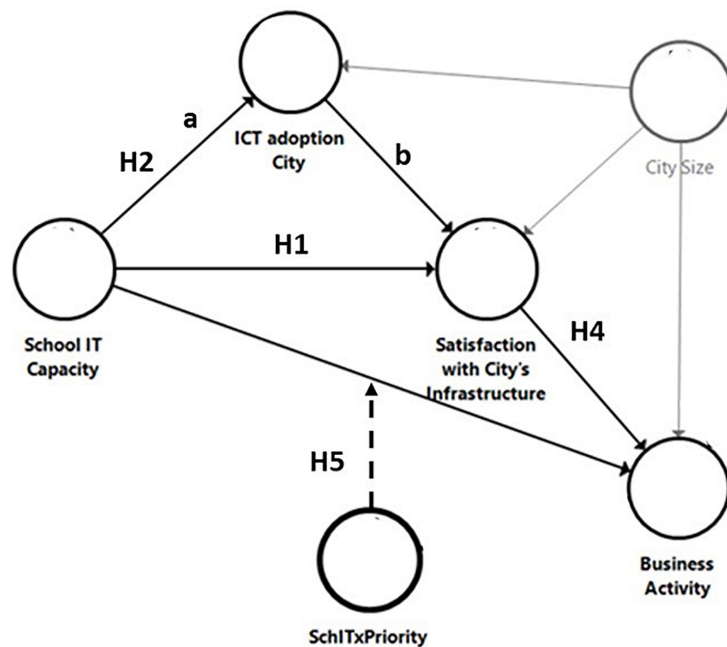 a
ICT adoption
City
H2
b
City Size
H1
School IT
Capacity
Satisfaction
with City's
Infrastructure
H4
H5
Business
Activity
SchITxPriority